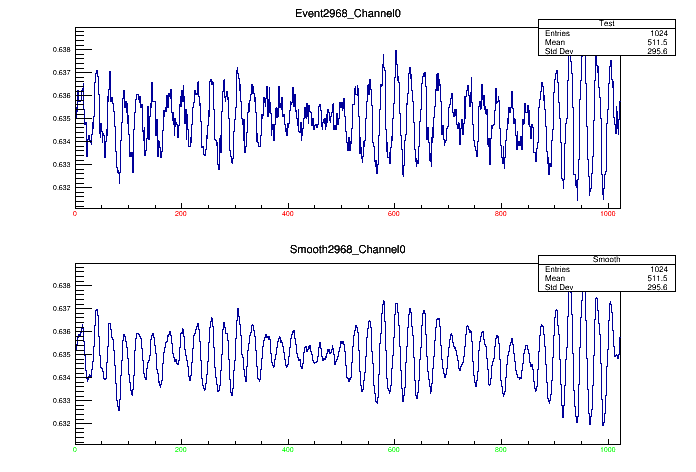 Event2968_Channel0
Test
Entries 1024
Mean 511.5
Std Dev 295.6
0.638
0.637
0.636
0.635
0.634
0.633
0.632
0 200 400 600 800 1000
Smooth2968_Channel0
Smooth
Entries 1024
Mean 511.5
Std Dev 295.6
0.638
0.637
0.636
0.635
0.634
0.633
0.632
0 200 400 600 800 1000